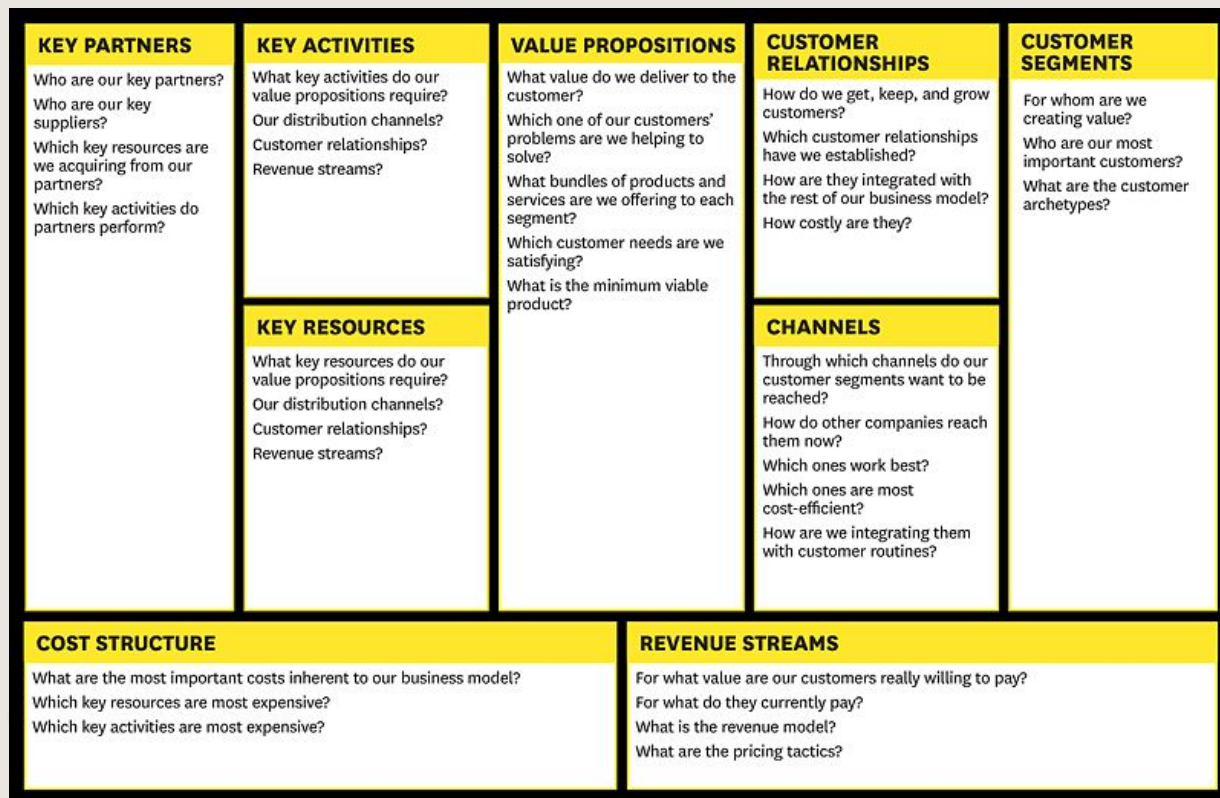 KEY PARTNERS
Who are our key partners?
Who are our key
suppliers?
Which key resources are
we acquiring from our
partners?
Which key activities do
partners perform?
KEY ACTIVITIES
What key activities do our
value propositions require?
Our distribution channels?
Customer relationships?
Revenue streams?
KEY RESOURCES
What key resources do our
value propositions require?
Our distribution channels?
Customer relationships?
Revenue streams?
VALUE PROPOSITIONS
What value do we deliver to the
customer?
Which one of our customers’
problems are we helping to
solve?
What bundles of products and
services are we offering to each
segment?
Which customer needs are we
satisfying?
What is the minimum viable
product?
CUSTOMER
RELATIONSHIPS
How do we get, keep, and grow
customers?
Which customer relationships
have we established?
How are they integrated with
the rest of our business model?
How costly are they?
CHANNELS
Through which channels do our
customer segments want to be
reached?
How do other companies reach
them now?
Which ones work best?
Which ones are most
cost-efficient?
How are we integrating them
with customer routines?
CUSTOMER
SEGMENTS
For whom are we
creating value?
Who are our most
important customers?
What are the customer
archetypes?
COST STRUCTURE
What are the most important costs inherent to our business model?
Which key resources are most expensive?
Which key activities are most expensive?
REVENUE STREAMS
For what value are our customers really willing to pay?
For what do they currently pay?
What is the revenue model?
What are the pricing tactics?